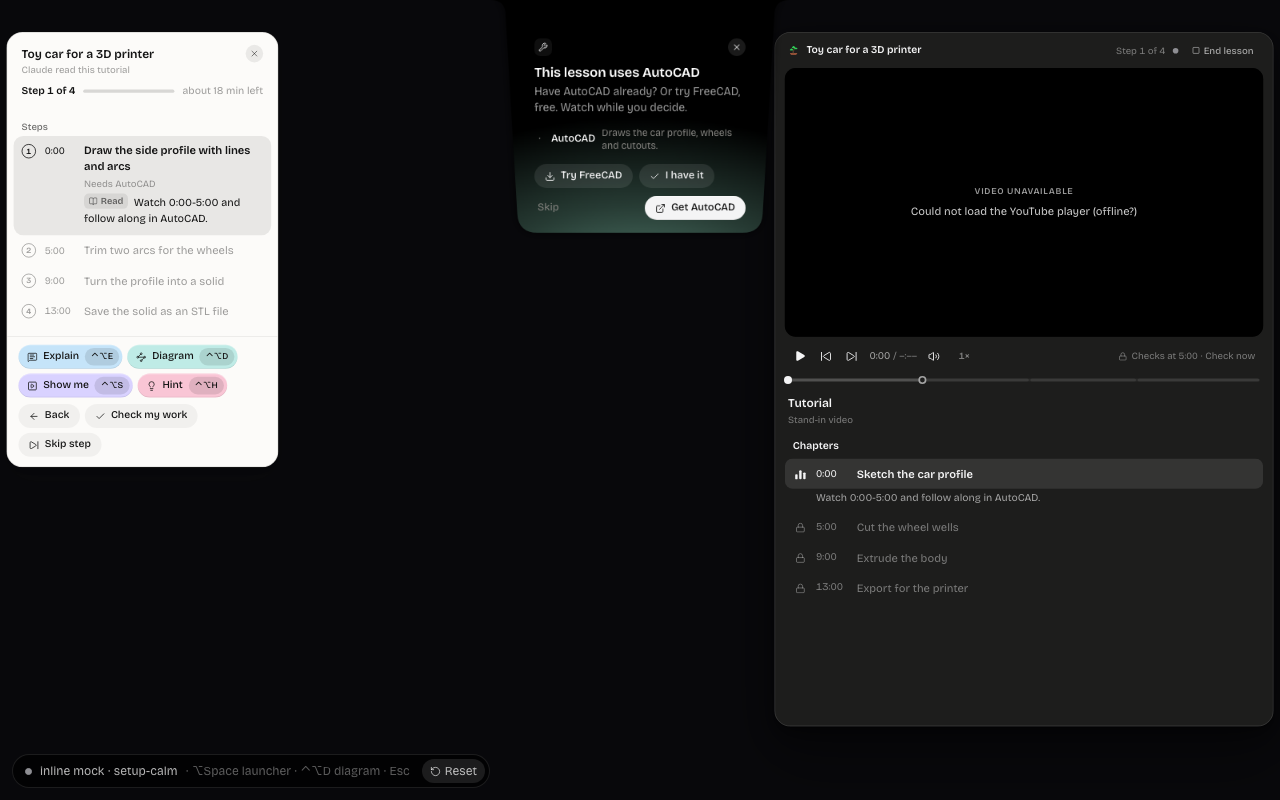 Toy car for a 3D printer
Claude read this tutorial
Step 1 of 4 about 18 min left
Steps
1 0:00 Draw the side profile with lines
and arcs
Needs AutoCAD
Read Watch 0:00-5:00 and
follow along in AutoCAD.
2 5:00 Trim two arcs for the wheels
3 9:00 Turn the profile into a solid
4 13:00 Save the solid as an STL file
Explain ^⌥E Diagram ^⌥D
Show me ^⌥S Hint ^⌥H
Back Check my work
Skip step
This lesson uses AutoCAD
Have AutoCAD already? Or try FreeCAD,
free. Watch while you decide.
· AutoCAD Draws the car profile, wheels
and cutouts.
Try FreeCAD I have it
Skip Get AutoCAD
Toy car for a 3D printer Step 1 of 4 End lesson
VIDEO UNAVAILABLE
Could not load the YouTube player (offline?)
0:00 / –:–– 1× Checks at 5:00 · Check now
Tutorial
Stand-in video
Chapters
0:00 Sketch the car profile
Watch 0:00-5:00 and follow along in AutoCAD.
5:00 Cut the wheel wells
9:00 Extrude the body
13:00 Export for the printer
inline mock · setup-calm · ⌥Space launcher · ^⌥D diagram · Esc Reset